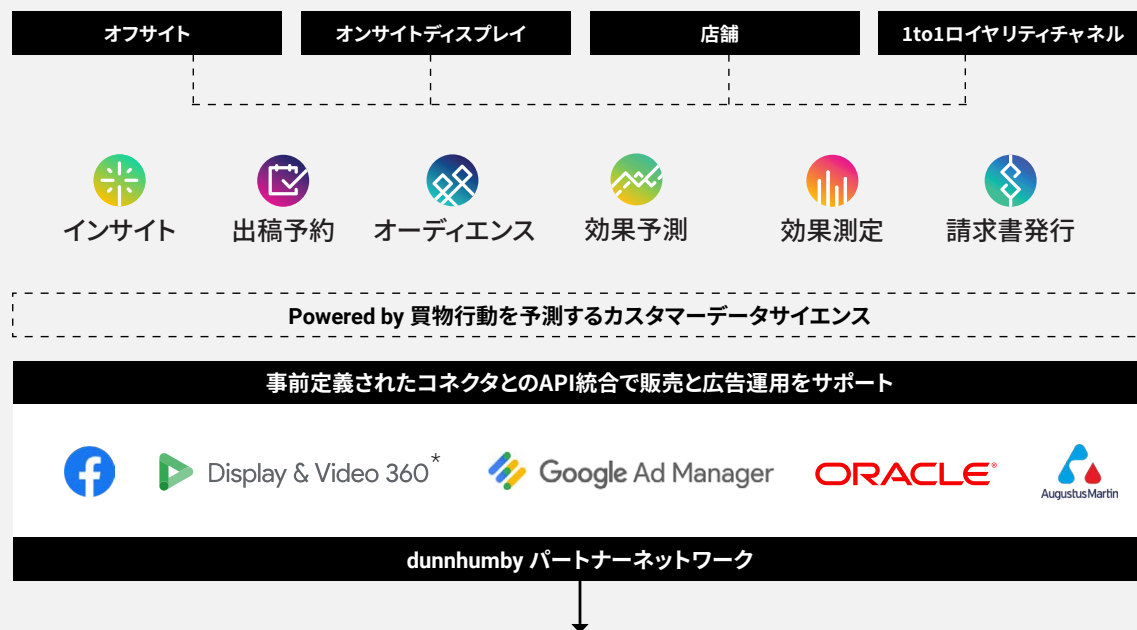 オフサイト
オンサイトディスプレイ
店舗
1to1ロイヤリティチャネル
インサイト
出稿予約
オーディエンス
効果予測
効果測定
請求書発行
Powered by 買物行動を予測するカスタマーデータサイエンス
事前定義されたコネクタとのAPI統合で販売と広告運用をサポート
Display & Video 360*
Google Ad Manager
ORACLE®
AugustusMartin
dunnhumby パートナーネットワーク